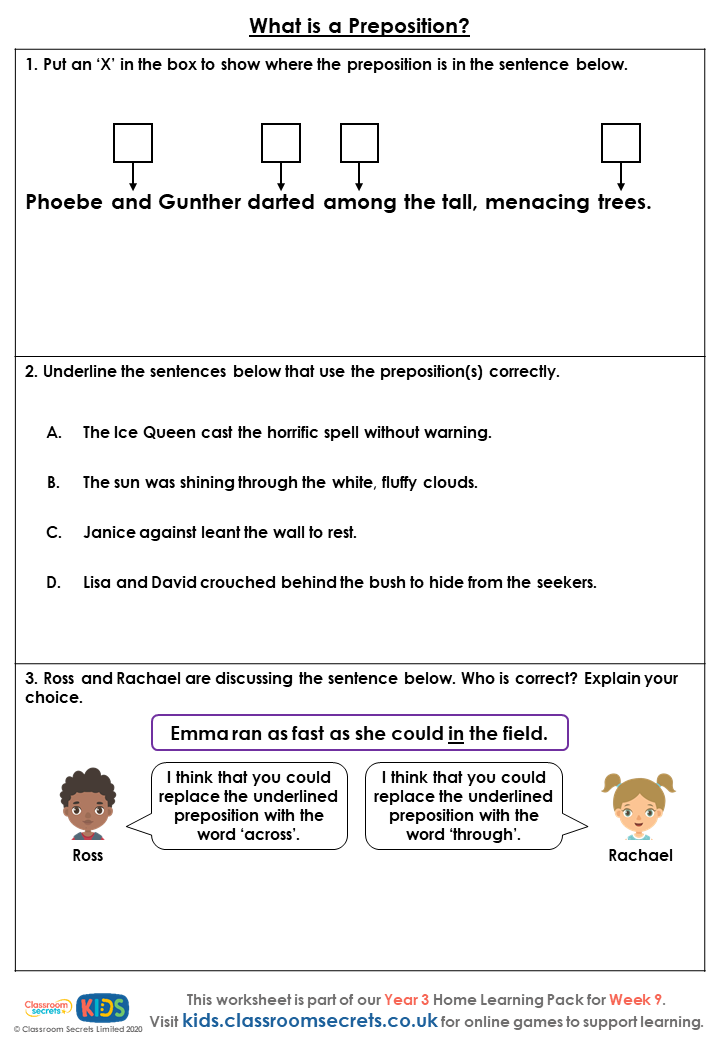 What is a Preposition?
1. Put an ‘X’ in the box to show where the preposition is in the sentence below.
Phoebe and Gunther darted among the tall, menacing trees.
2. Underline the sentences below that use the preposition(s) correctly.
A. The Ice Queen cast the horrific spell without warning.
B. The sun was shining through the white, fluffy clouds.
C. Janice against leant the wall to rest.
D. Lisa and David crouched behind the bush to hide from the seekers.
3. Ross and Rachael are discussing the sentence below. Who is correct? Explain your
choice.
Emma ran as fast as she could in the field.
I think that you could
replace the underlined
preposition with the
word ‘across’.
Ross
I think that you could
replace the underlined
preposition with the
word ‘through’.
Rachael
Classroom
Secrets
KIDS
© Classroom Secrets Limited 2020
This worksheet is part of our Year 3 Home Learning Pack for Week 9.
Visit kids.classroomsecrets.co.uk for online games to support learning.